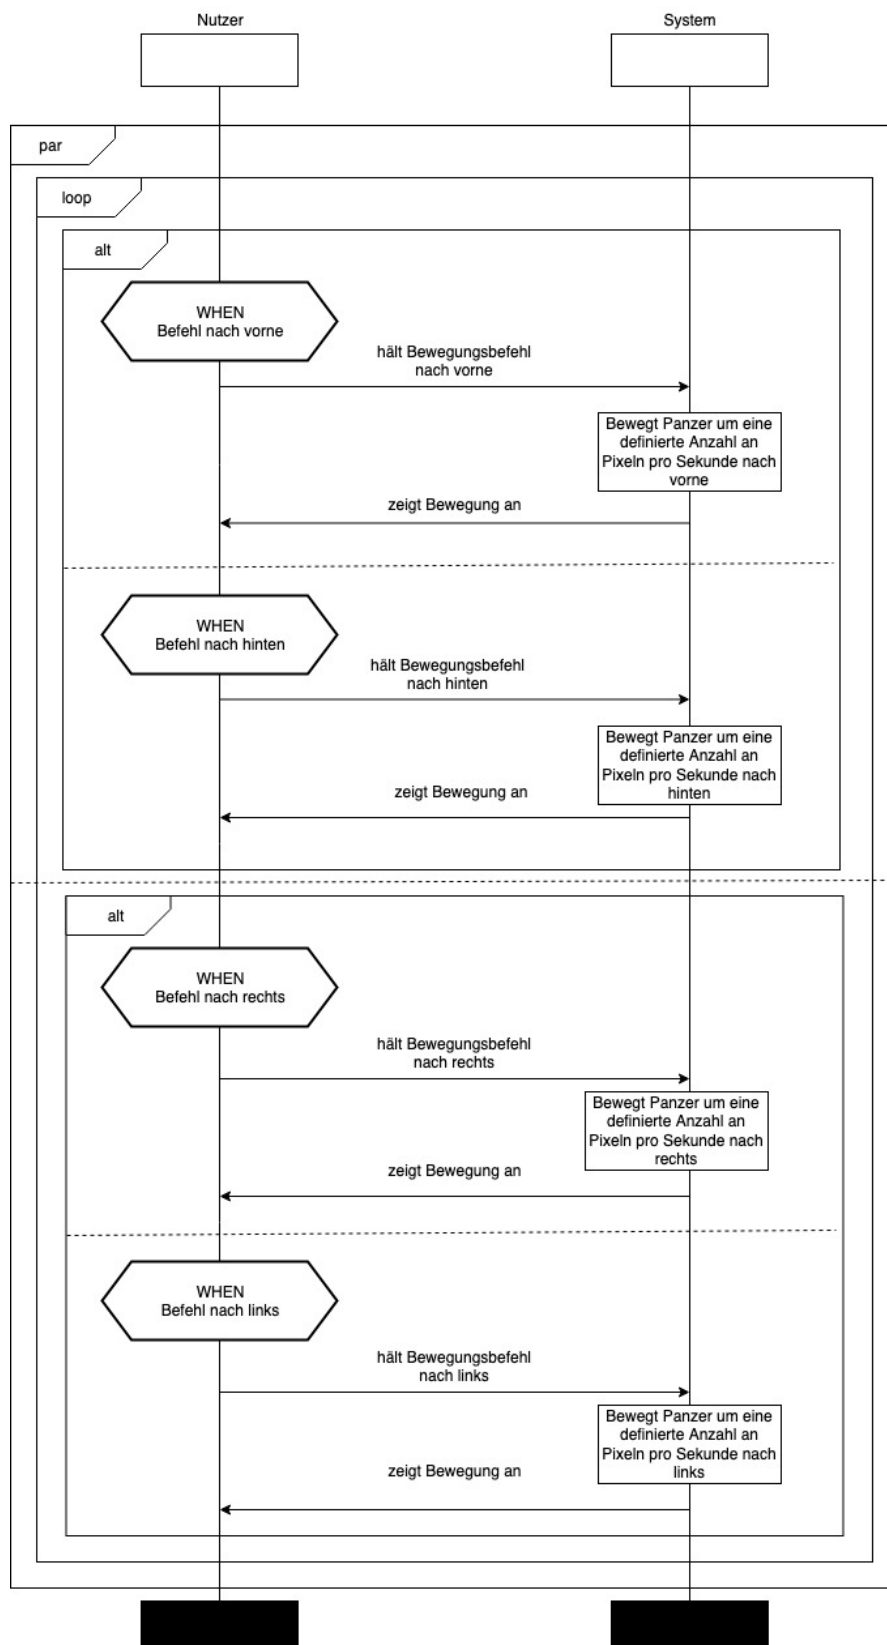 Nutzer
System
par
loop
alt
WHEN
Befehl nach vorne
hält Bewegungsbefehl
nach vorne
Bewegt Panzer um eine
definierte Anzahl an
Pixeln pro Sekunde nach
vorne
zeigt Bewegung an
WHEN
Befehl nach hinten
hält Bewegungsbefehl
nach hinten
Bewegt Panzer um eine
definierte Anzahl an
Pixeln pro Sekunde nach
hinten
zeigt Bewegung an
alt
WHEN
Befehl nach rechts
hält Bewegungsbefehl
nach rechts
Bewegt Panzer um eine
definierte Anzahl an
Pixeln pro Sekunde nach
rechts
zeigt Bewegung an
WHEN
Befehl nach links
hält Bewegungsbefehl
nach links
Bewegt Panzer um eine
definierte Anzahl an
Pixeln pro Sekunde nach
links
zeigt Bewegung an